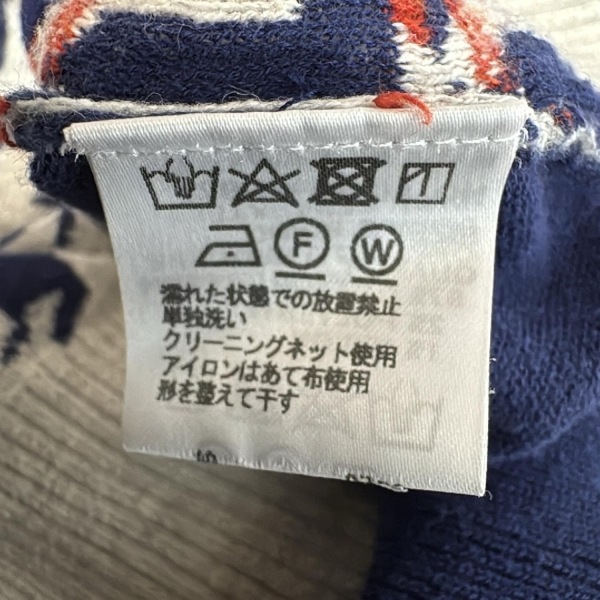 F W
濡れた状態での放置禁止
単独洗い
クリーニングネット使用
アイロンはあて布使用
形を整えて干す